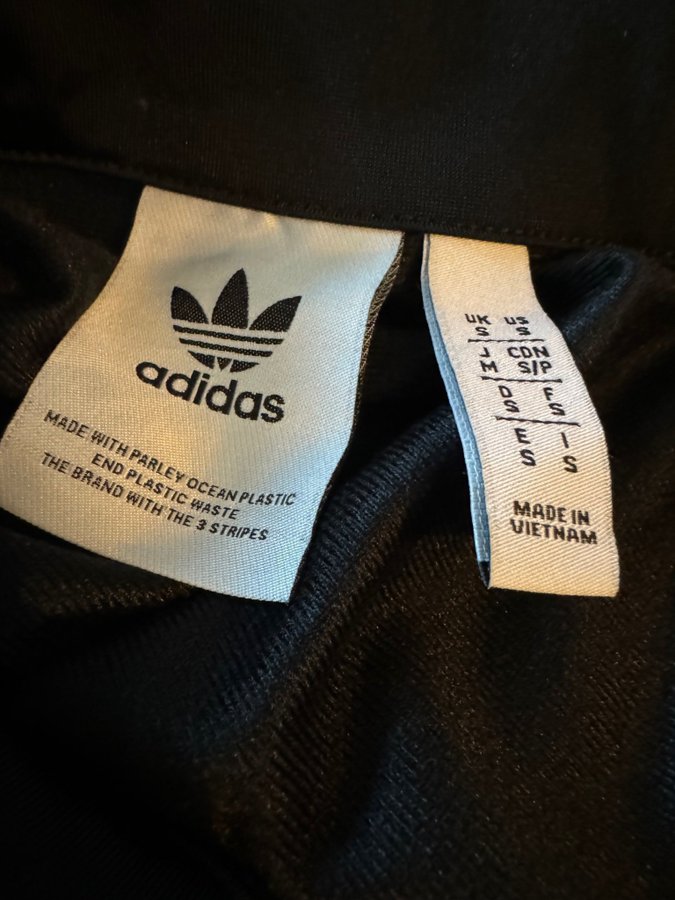 adidas
MADE WITH PARLEY OCEAN PLASTIC
END PLASTIC WASTE
THE BRAND WITH THE 3 STRIPES
UK US
S S
J CDN
M S/P
D F
S S
E I
S S
MADE IN
VIETNAM